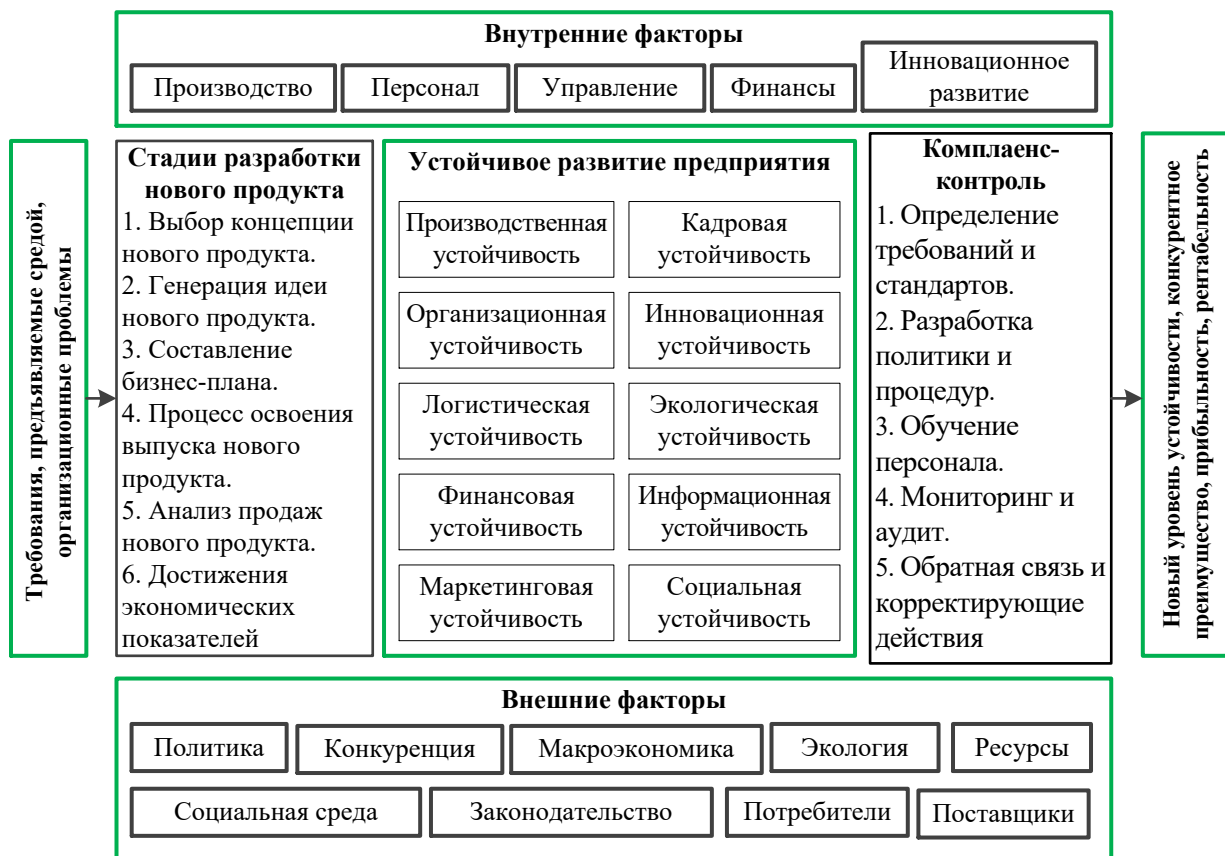 Внутренние факторы
Производство
Персонал
Управление
Финансы
Инновационное
развитие
Требования, предъявляемые средой,
организационные проблемы
Стадии разработки
нового продукта
1. Выбор концепции
нового продукта.
2. Генерация идеи
нового продукта.
3. Составление
бизнес-плана.
4. Процесс освоения
выпуска нового
продукта.
5. Анализ продаж
нового продукта.
6. Достижения
экономических
показателей
Устойчивое развитие предприятия
Производственная
устойчивость
Кадровая
устойчивость
Организационная
устойчивость
Инновационная
устойчивость
Логистическая
устойчивость
Экологическая
устойчивость
Финансовая
устойчивость
Информационная
устойчивость
Маркетинговая
устойчивость
Социальная
устойчивость
Комплаенс-
контроль
1. Определение
требований и
стандартов.
2. Разработка
политики и
процедур.
3. Обучение
персонала.
4. Мониторинг и
аудит.
5. Обратная связь и
корректирующие
действия
Новый уровень устойчивости, конкурентное
преимущество, прибыльность, рентабельность
Внешние факторы
Политика
Конкуренция
Макроэкономика
Экология
Ресурсы
Социальная среда
Законодательство
Потребители
Поставщики